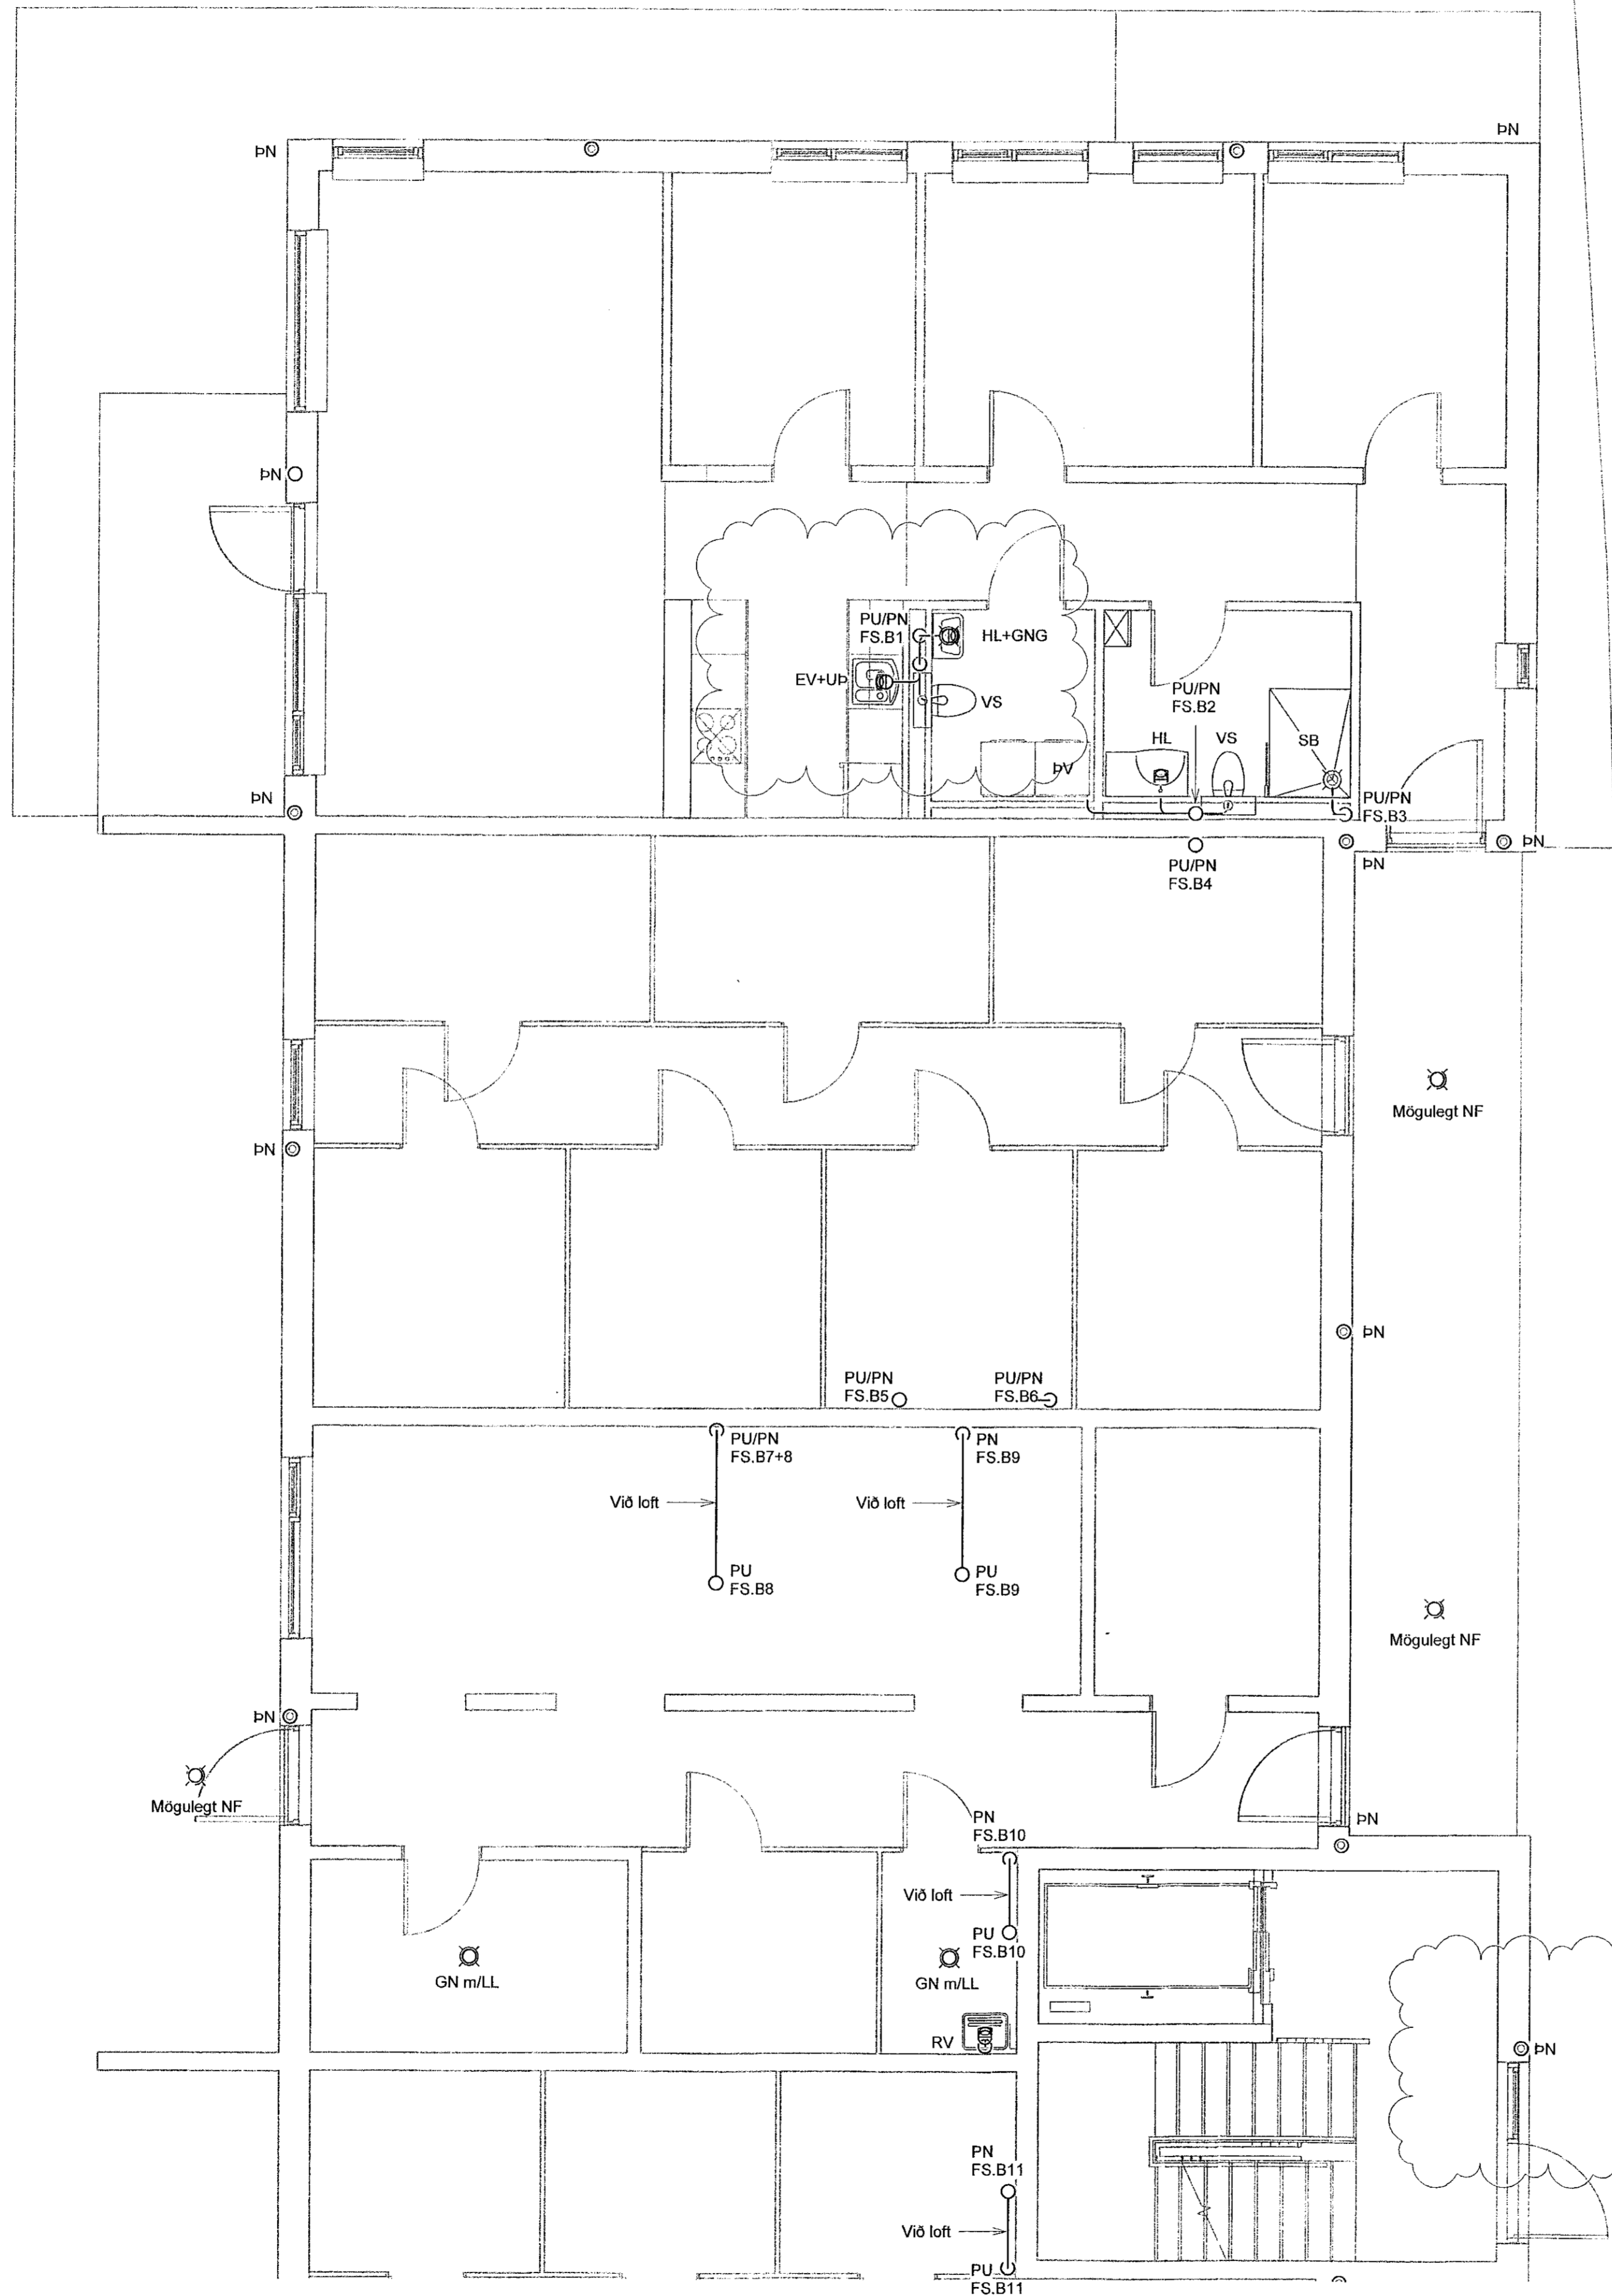 ÞN
ÞN
ÞN
PU/PN
FS.B1
HL+GNG
EV+UÞ
VS
PU/PN
FS.B2
HL
VS
SB
ÞV
ÞN
PU/PN
FS.B3
ÞN
ÞN
PU/PN
FS.B4
Mögulegt NF
ÞN
ÞN
PU/PN
FS.B5
PU/PN
FS.B6
PU/PN
FS.B7+8
PN
FS.B9
Við loft
Við loft
PU
FS.B8
PU
FS.B9
Mögulegt NF
ÞN
Mögulegt NF
PN
FS.B10
ÞN
Við loft
PU
FS.B10
GN m/LL
GN m/LL
RV
ÞN
PN
FS.B11
Við loft
PU
FS.B11